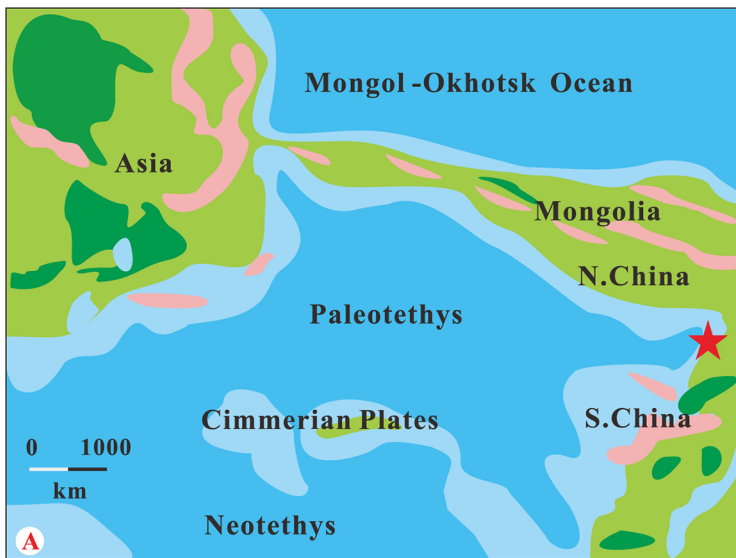 Mongol-Okhotsk Ocean
Asia
Mongolia
N.China
Paleotethys
Cimmerian Plates
S.China
0 1000
km
Neotethys
A